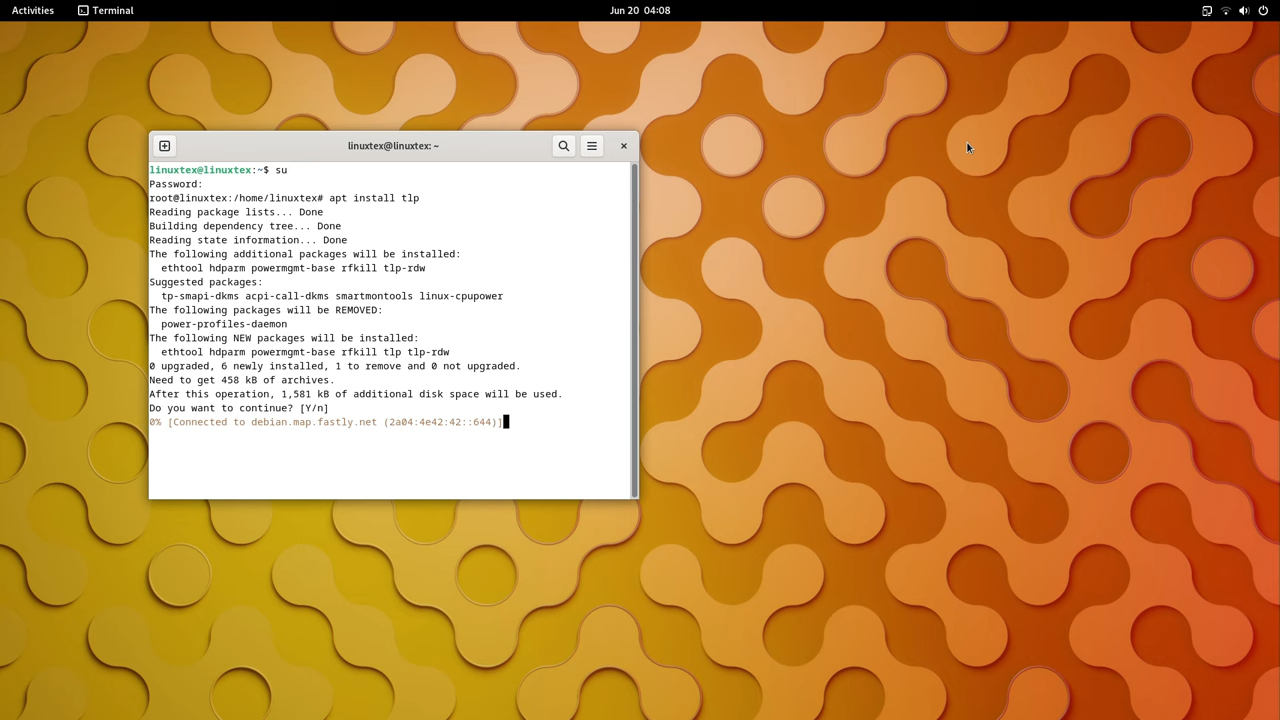 Activities
Terminal
Jun 20 04:08
linuxtex@linuxtex: ~
linuxtex@linuxtex:~$ su
Password:
root@linuxtex:/home/linuxtex# apt install tlp
Reading package lists... Done
Building dependency tree... Done
Reading state information... Done
The following additional packages will be installed:
  ethtool hdparm powermgmt-base rfkill tlp-rdw
Suggested packages:
  tp-smapi-dkms acpi-call-dkms smartmontools linux-cpupower
The following packages will be REMOVED:
  power-profiles-daemon
The following NEW packages will be installed:
  ethtool hdparm powermgmt-base rfkill tlp tlp-rdw
0 upgraded, 6 newly installed, 1 to remove and 0 not upgraded.
Need to get 458 kB of archives.
After this operation, 1,581 kB of additional disk space will be used.
Do you want to continue? [Y/n]
0% [Connected to debian.map.fastly.net (2a04:4e42:42::644)]